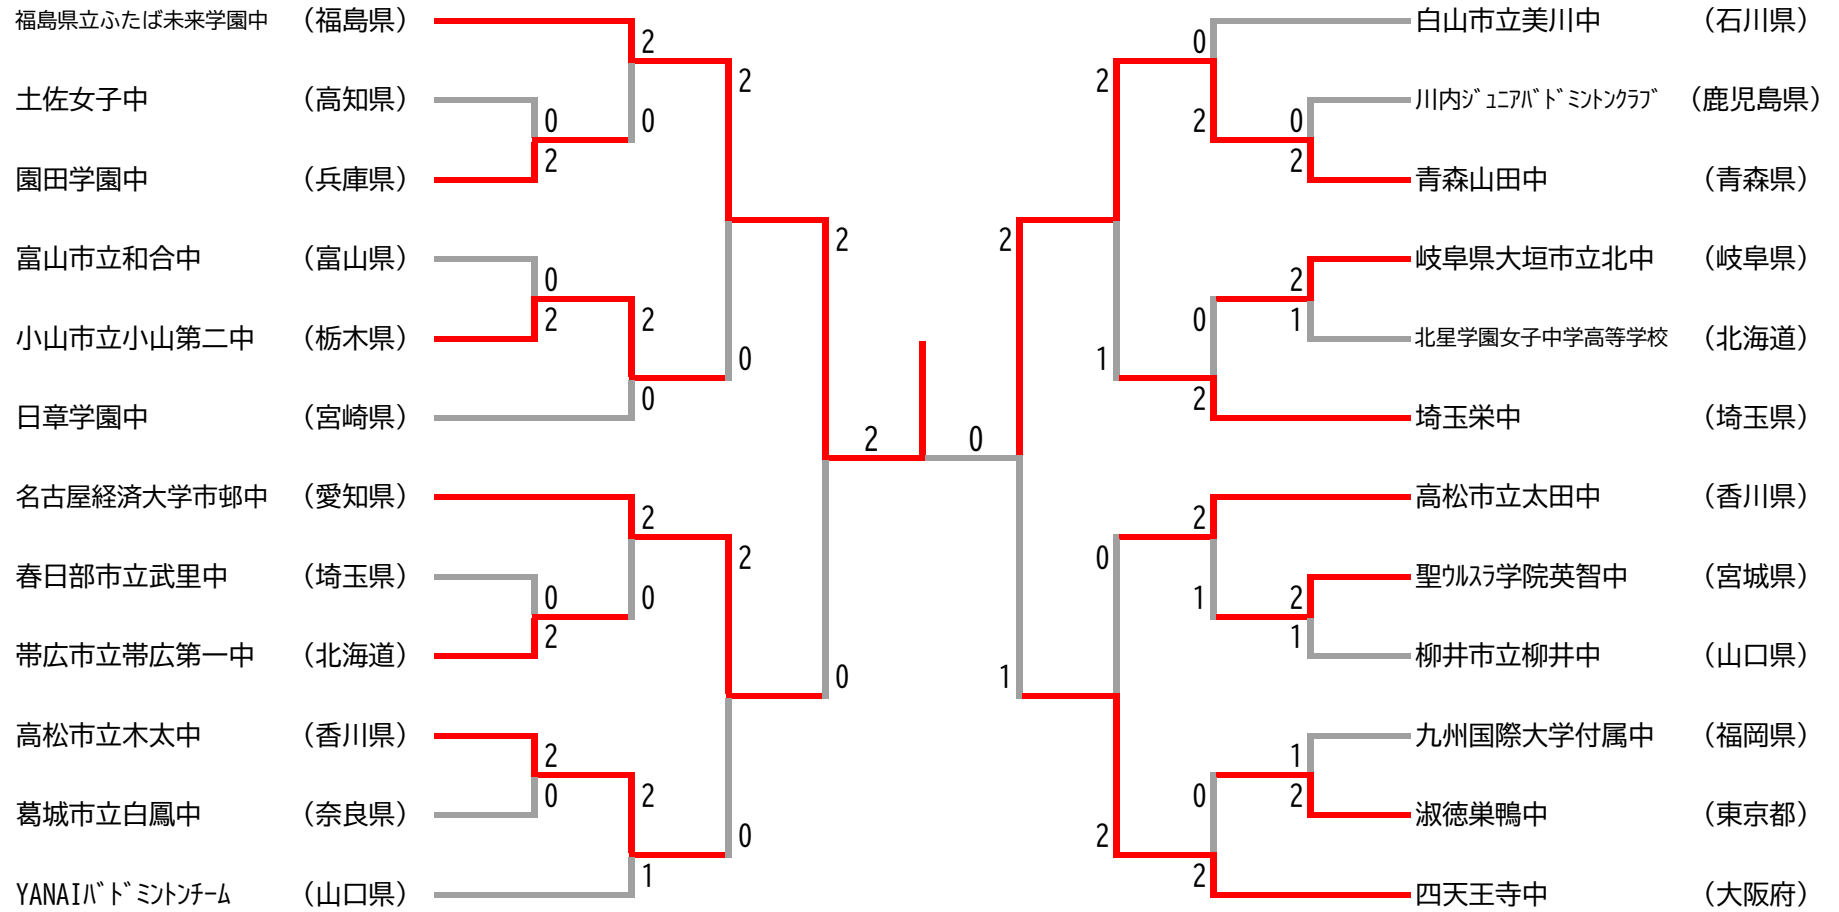 福島県立ふたば未来学園中 （福島県）
2
2
土佐女子中 （高知県）
0
0
園田学園中 （兵庫県）
2
富山市立和合中 （富山県）
0
2
小山市立小山第二中 （栃木県）
2
2
0
日章学園中 （宮崎県）
0
2
名古屋経済大学市邨中 （愛知県）
2
2
春日部市立武里中 （埼玉県）
0
0
帯広市立帯広第一中 （北海道）
2
0
高松市立木太中 （香川県）
2
葛城市立白鳳中 （奈良県）
0
2
0
YANAIバドミントンチーム （山口県）
1
白山市立美川中 （石川県）
0
2
川内ジュニアバドミントンクラブ （鹿児島県）
0
2
青森山田中 （青森県）
2
2
岐阜県大垣市立北中 （岐阜県）
2
北星学園女子中学高等学校 （北海道）
1
0
1
埼玉栄中 （埼玉県）
2
0
高松市立太田中 （香川県）
2
0
聖ウルスラ学院英智中 （宮城県）
2
1
柳井市立柳井中 （山口県）
1
1
九州国際大学付属中 （福岡県）
1
淑徳巣鴨中 （東京都）
2
0
2
四天王寺中 （大阪府）
2